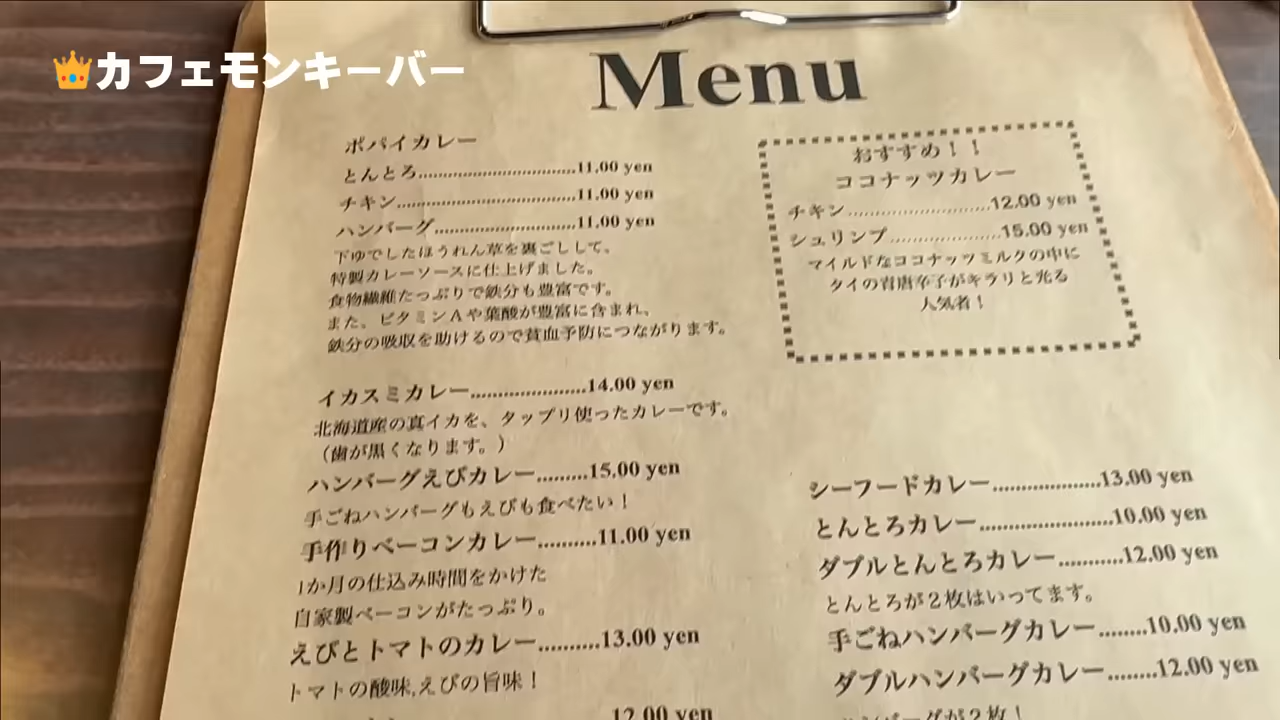 👑カフェモンキーバー
Menu
ポパイカレー
とんとろ..............................11.00 yen
チキン..................................11.00 yen
ハンバーグ...........................11.00 yen
下ゆでしたほうれん草を裏ごしして、
特製カレーソースに仕上げました。
食物繊維たっぷりで鉄分も豊富です。
また、ビタミンAや葉酸が豊富に含まれ、
鉄分の吸収を助けるので貧血予防につながります。
イカスミカレー......................14.00 yen
北海道産の真イカを、タップリ使ったカレーです。
（歯が黒くなります。）
ハンバーグえびカレー.........15.00 yen
手ごねハンバーグもえびも食べたい！
手作りベーコンカレー..........11.00 yen
1か月の仕込み時間をかけた
自家製ベーコンがたっぷり。
えびとトマトのカレー..........13.00 yen
トマトの酸味,えびの旨味！
12.00 yen
おすすめ！！
ココナッツカレー
チキン..........................12.00 yen
シュリンプ....................15.00 yen
マイルドなココナッツミルクの中に
タイの青唐辛子がキラリと光る
人気者！
シーフードカレー...................13.00 yen
とんとろカレー.......................10.00 yen
ダブルとんとろカレー...........12.00 yen
とんとろが２枚はいってます。
手ごねハンバーグカレー........10.00 yen
ダブルハンバーグカレー........12.00 yen
ハンバーグが２枚！